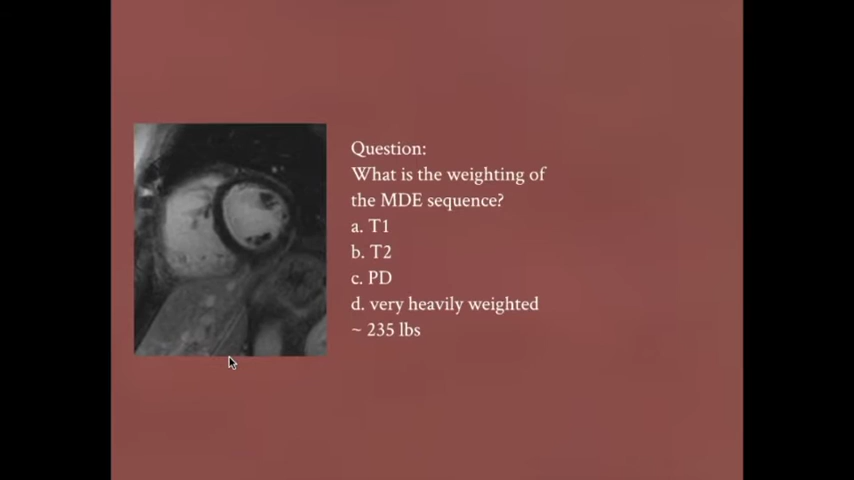 Question:
What is the weighting of
the MDE sequence?
a. T1
b. T2
c. PD
d. very heavily weighted
~ 235 lbs